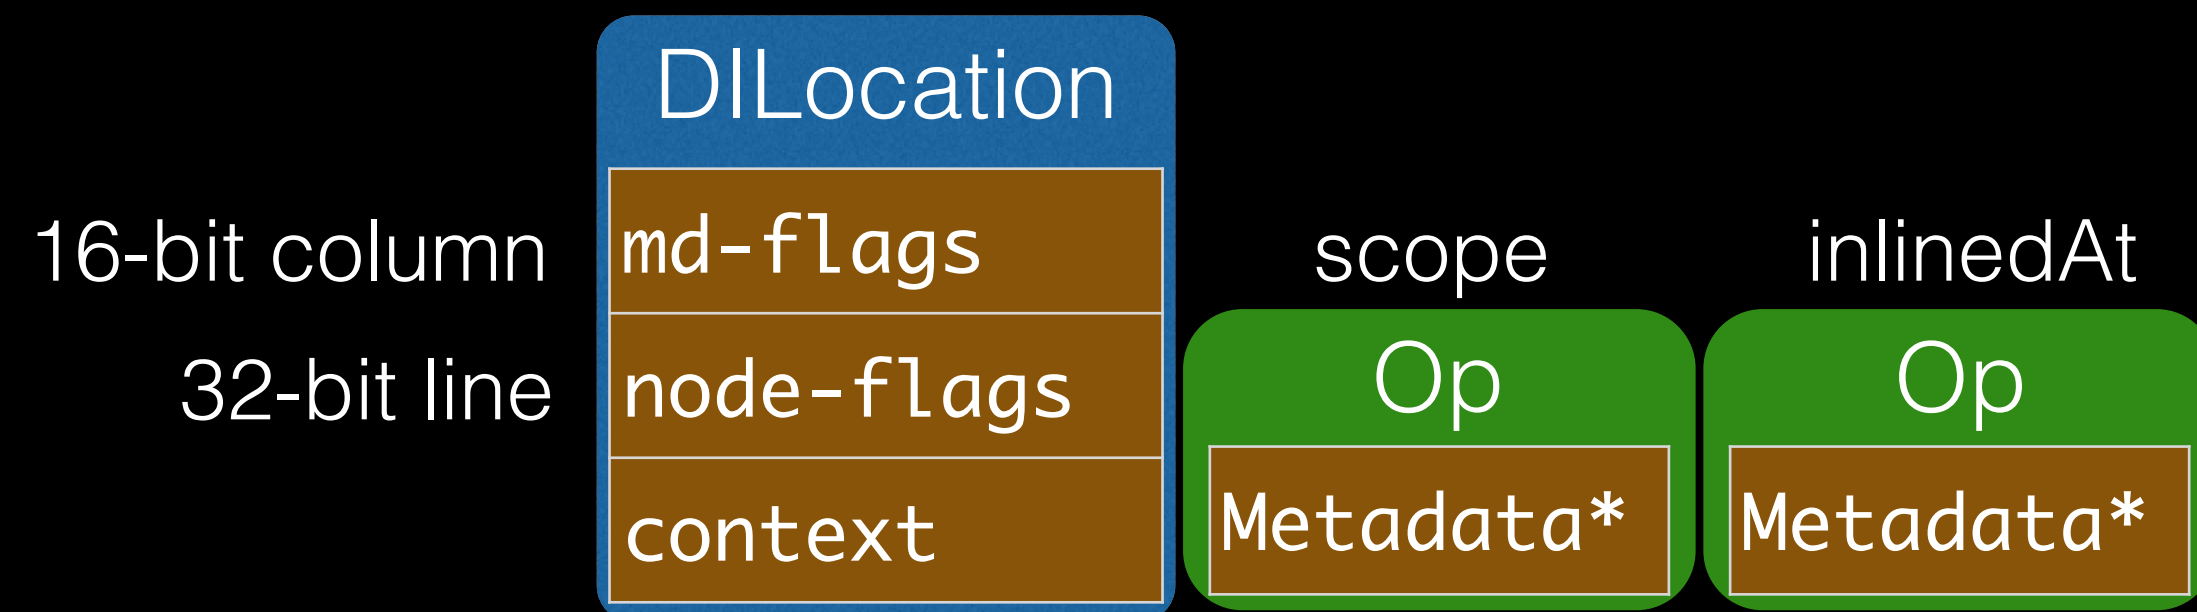 DILocation
16-bit column md-flags scope inlinedAt
32-bit line node-flags Op Op
context Metadata* Metadata*